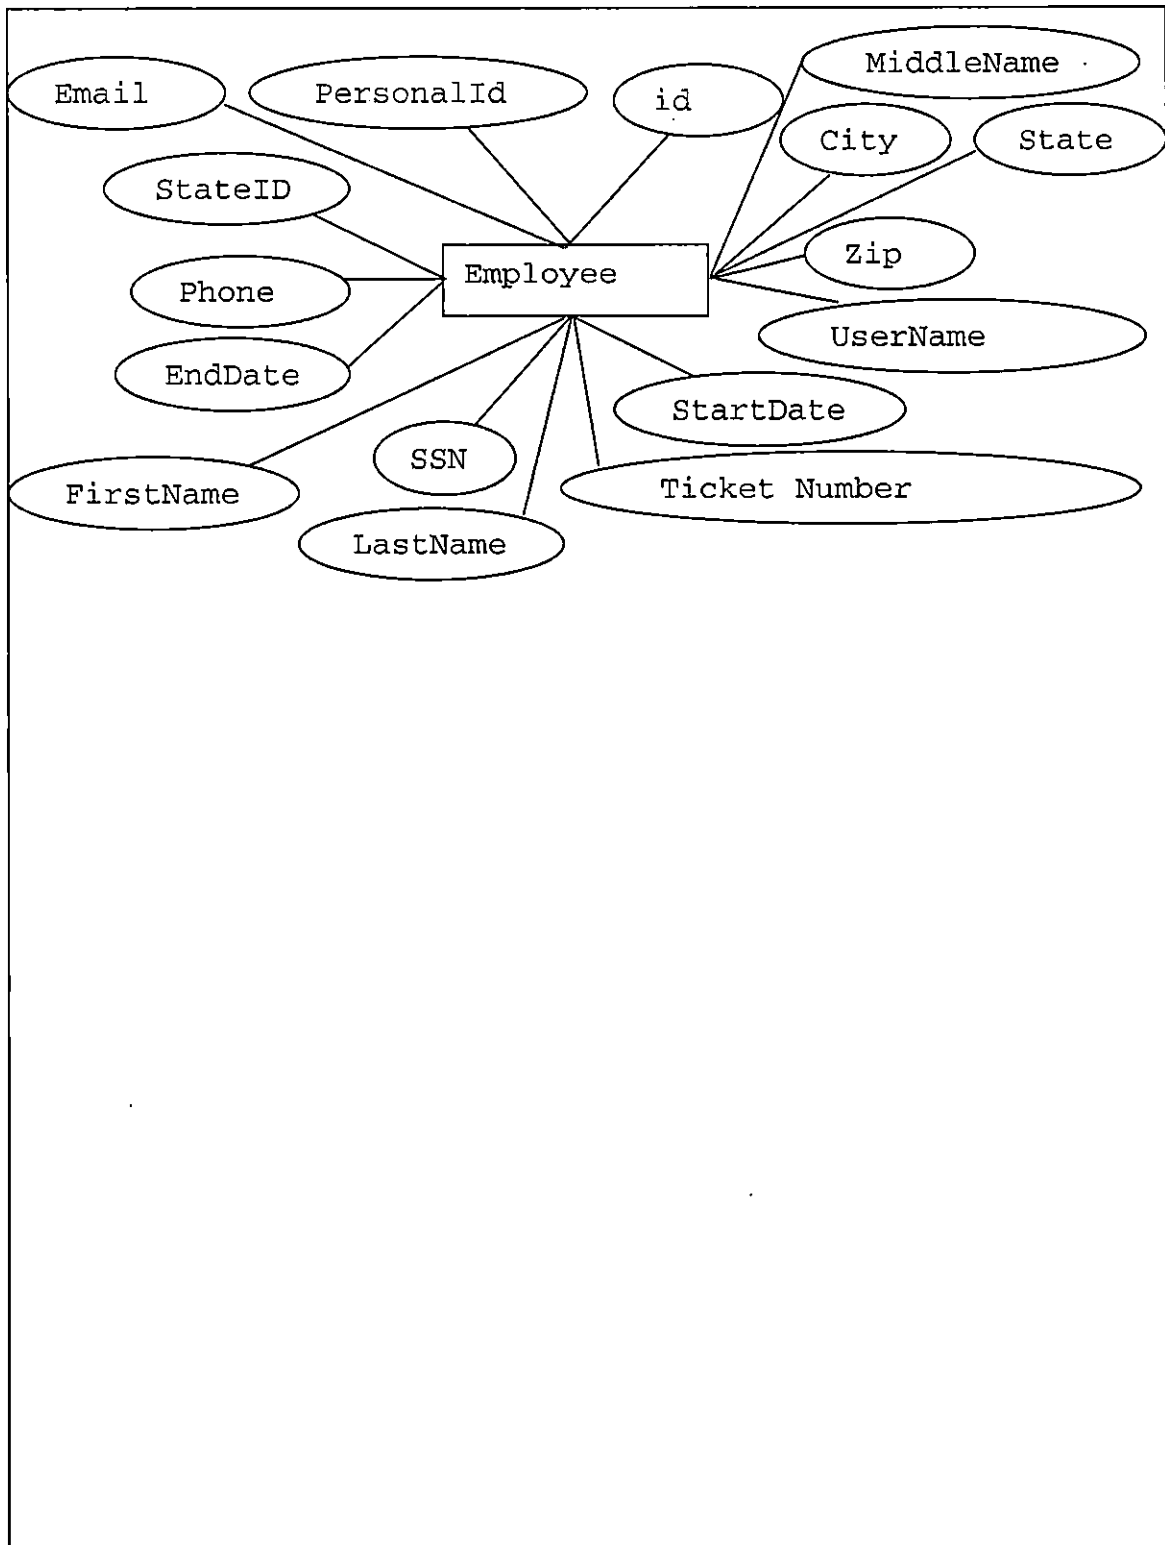 MiddleName
Email
PersonalId
id
City
State
StateID
Zip
Employee
Phone
UserName
EndDate
StartDate
SSN
FirstName
Ticket Number
LastName